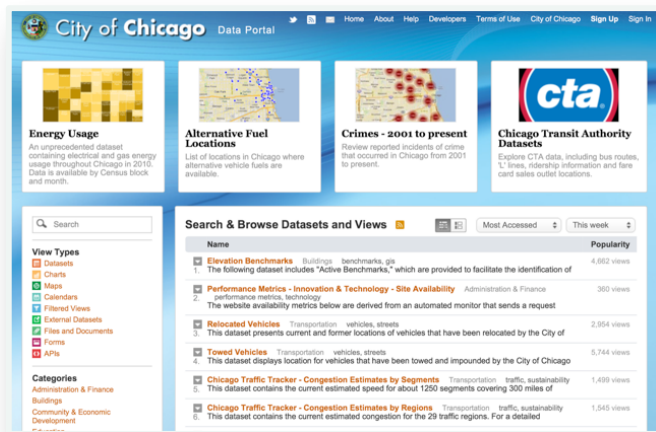 City of Chicago Data Portal
Home About Help Developers Terms of Use City of Chicago Sign Up Sign In
cta
Energy Usage
An unprecedented dataset
containing electrical and gas energy
usage throughout Chicago in 2010.
Data is available by Census block
and month.
Alternative Fuel
Locations
List of locations in Chicago where
alternative vehicle fuels are
available.
Crimes - 2001 to present
Review reported incidents of crime
that occurred in Chicago from 2001
to present.
Chicago Transit Authority
Datasets
Explore CTA data, including bus routes,
'L' lines, ridership information and fare
card sales outlet locations.
Search
View Types
Datasets
Charts
Maps
Calendars
Filtered Views
External Datasets
Files and Documents
Forms
APIs
Categories
Administration & Finance
Buildings
Community & Economic
Development
Search & Browse Datasets and Views
Most Accessed
This week
Name Popularity
Elevation Benchmarks Buildings benchmarks, gis 4,662 views
1. The following dataset includes "Active Benchmarks," which are provided to facilitate the identification of
Performance Metrics - Innovation & Technology - Site Availability Administration & Finance 360 views
2. performance metrics, technology
The website availability metrics below are derived from an automated monitor that sends a request
Relocated Vehicles Transportation vehicles, streets 2,954 views
3. This dataset presents current and former locations of vehicles that have been relocated by the City of
Towed Vehicles Transportation vehicles, streets 5,744 views
4. This dataset displays location for vehicles that have been towed and impounded by the City of Chicago
Chicago Traffic Tracker - Congestion Estimates by Segments Transportation traffic, sustainability 1,499 views
5. This dataset contains the current estimated speed for about 1250 segments covering 300 miles of
Chicago Traffic Tracker - Congestion Estimates by Regions Transportation traffic, sustainability 1,545 views
6. This dataset contains the current estimated congestion for the 29 traffic regions. For a detailed